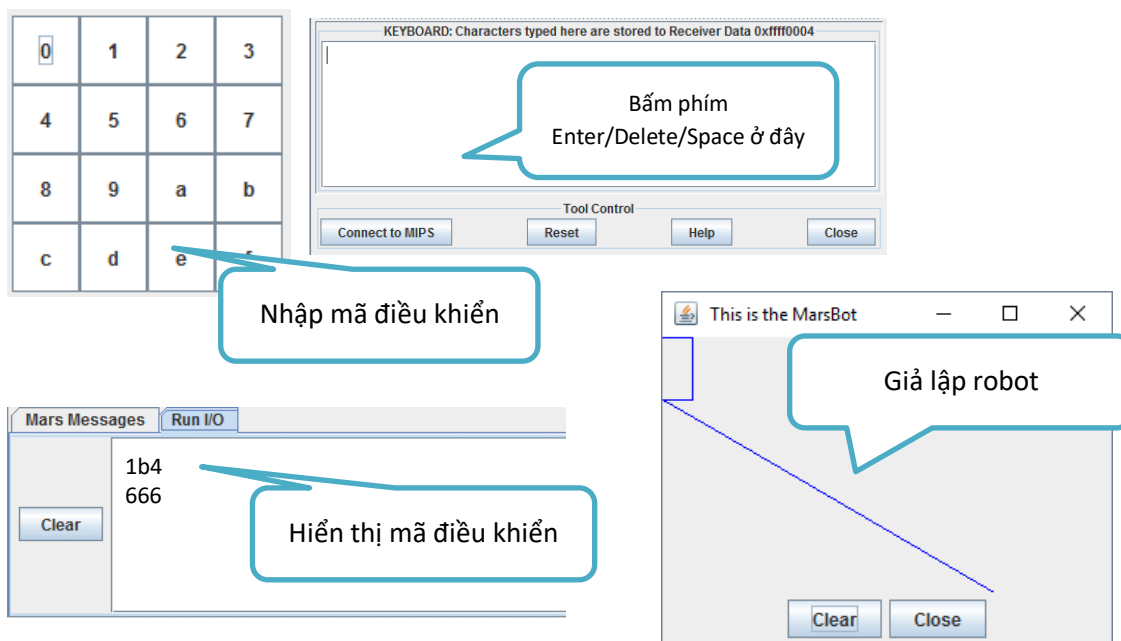 0 1 2 3
4 5 6 7
8 9 a b
c d e
KEYBOARD: Characters typed here are stored to Receiver Data 0xffff0004
Bấm phím
Enter/Delete/Space ở đây
Tool Control
Connect to MIPS Reset Help Close
Nhập mã điều khiển
This is the MarsBot
Giả lập robot
Clear Close
Mars Messages Run I/O
Clear
1b4
666
Hiển thị mã điều khiển